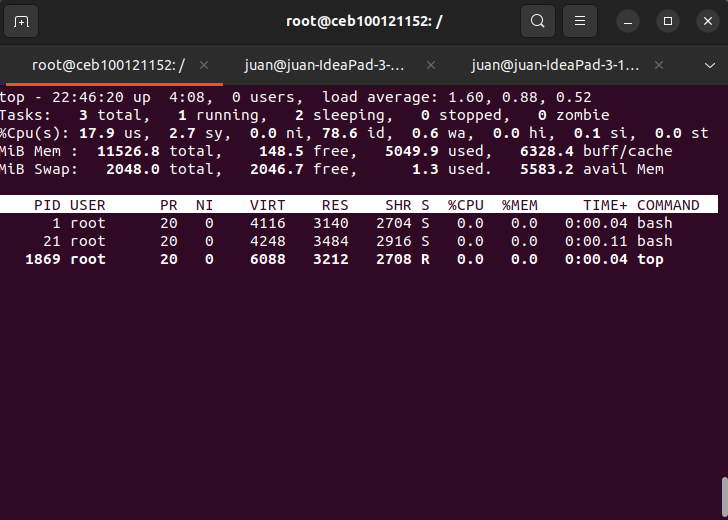 root@ceb100121152: /
root@ceb100121152: /
juan@juan-IdeaPad-3-...
juan@juan-IdeaPad-3-1...
top - 22:46:20 up  4:08,  0 users,  load average: 1.60, 0.88, 0.52
Tasks:   3 total,   1 running,   2 sleeping,   0 stopped,   0 zombie
%Cpu(s): 17.9 us,  2.7 sy,  0.0 ni, 78.6 id,  0.6 wa,  0.0 hi,  0.1 si,  0.0 st
MiB Mem :  11526.8 total,    148.5 free,   5049.9 used,   6328.4 buff/cache
MiB Swap:   2048.0 total,   2046.7 free,      1.3 used.   5583.2 avail Mem
PID USER      PR  NI    VIRT    RES    SHR S  %CPU  %MEM     TIME+ COMMAND
1 root      20   0    4116   3140   2704 S   0.0   0.0   0:00.04 bash
21 root      20   0    4248   3484   2916 S   0.0   0.0   0:00.11 bash
1869 root      20   0    6088   3212   2708 R   0.0   0.0   0:00.04 top